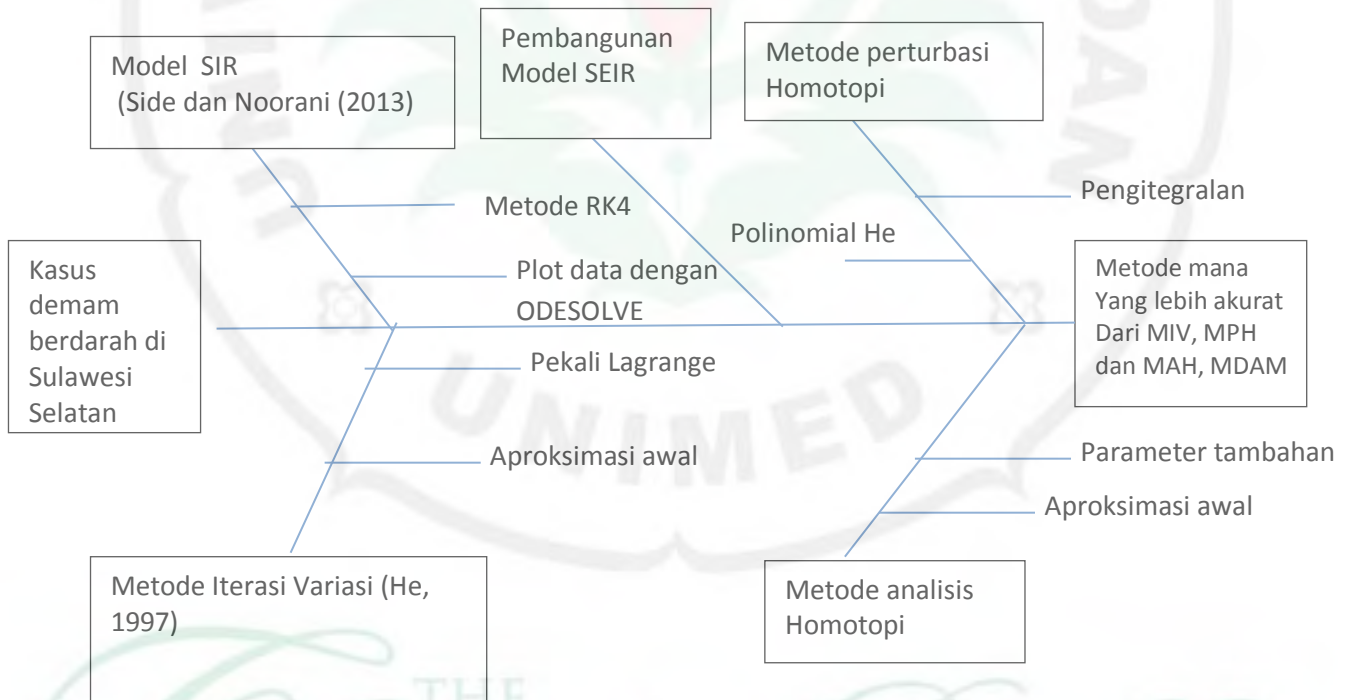 Model SIR
(Side dan Noorani (2013)
Pembangunan
Model SEIR
Metode perturbasi
Homotopi
Metode RK4
Plot data dengan
ODESOLVE
Polinomial He
Pengitegralan
Kasus
demam
berdarah di
Sulawesi
Selatan
Pekali Lagrange
Aproksimasi awal
Metode mana
Yang lebih akurat
Dari MIV, MPH
dan MAH, MDAM
Parameter tambahan
Aproksimasi awal
Metode Iterasi Variasi (He,
1997)
Metode analisis
Homotopi
UNIMED
THE